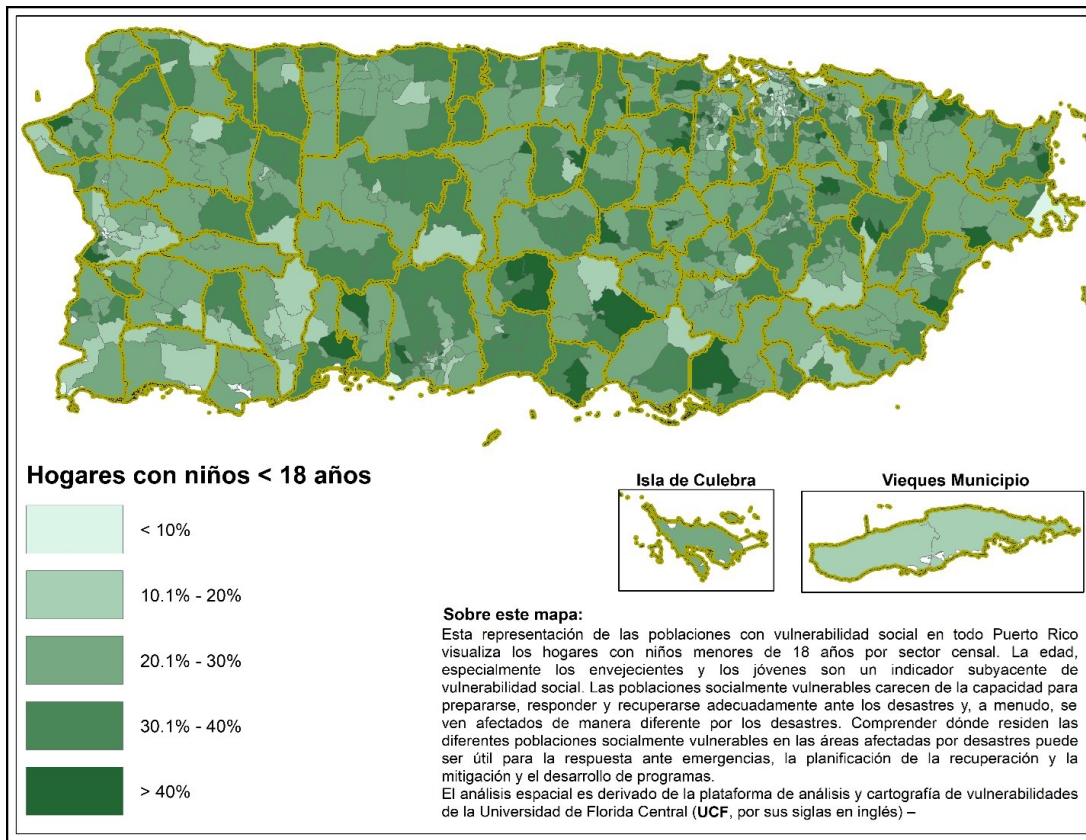 Hogares con niños < 18 años
< 10%
10.1% - 20%
20.1% - 30%
30.1% - 40%
> 40%
Isla de Culebra
Vieques Municipio
Sobre este mapa:
Esta representación de las poblaciones con vulnerabilidad social en todo Puerto Rico
visualiza los hogares con niños menores de 18 años por sector censal. La edad,
especialmente los envejecientes y los jóvenes son un indicador subyacente de
vulnerabilidad social. Las poblaciones socialmente vulnerables carecen de la capacidad para
prepararse, responder y recuperarse adecuadamente ante los desastres y, a menudo, se
ven afectados de manera diferente por los desastres. Comprender dónde residen las
diferentes poblaciones socialmente vulnerables en las áreas afectadas por desastres puede
ser útil para la respuesta ante emergencias, la planificación de la recuperación y la
mitigación y el desarrollo de programas.
El análisis espacial es derivado de la plataforma de análisis y cartografía de vulnerabilidades
de la Universidad de Florida Central (UCF, por sus siglas en inglés) –